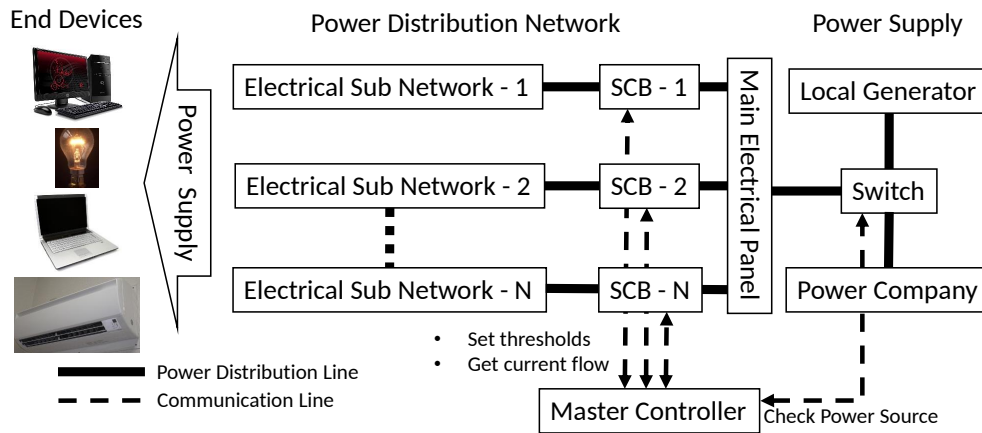 End Devices
Power Distribution Network
Power Supply
Power Supply
Electrical Sub Network - 1
SCB - 1
Main Electrical Panel
Local Generator
Electrical Sub Network - 2
SCB - 2
Switch
Electrical Sub Network - N
SCB - N
Power Company
• Set thresholds
• Get current flow
Power Distribution Line
Communication Line
Master Controller
Check Power Source